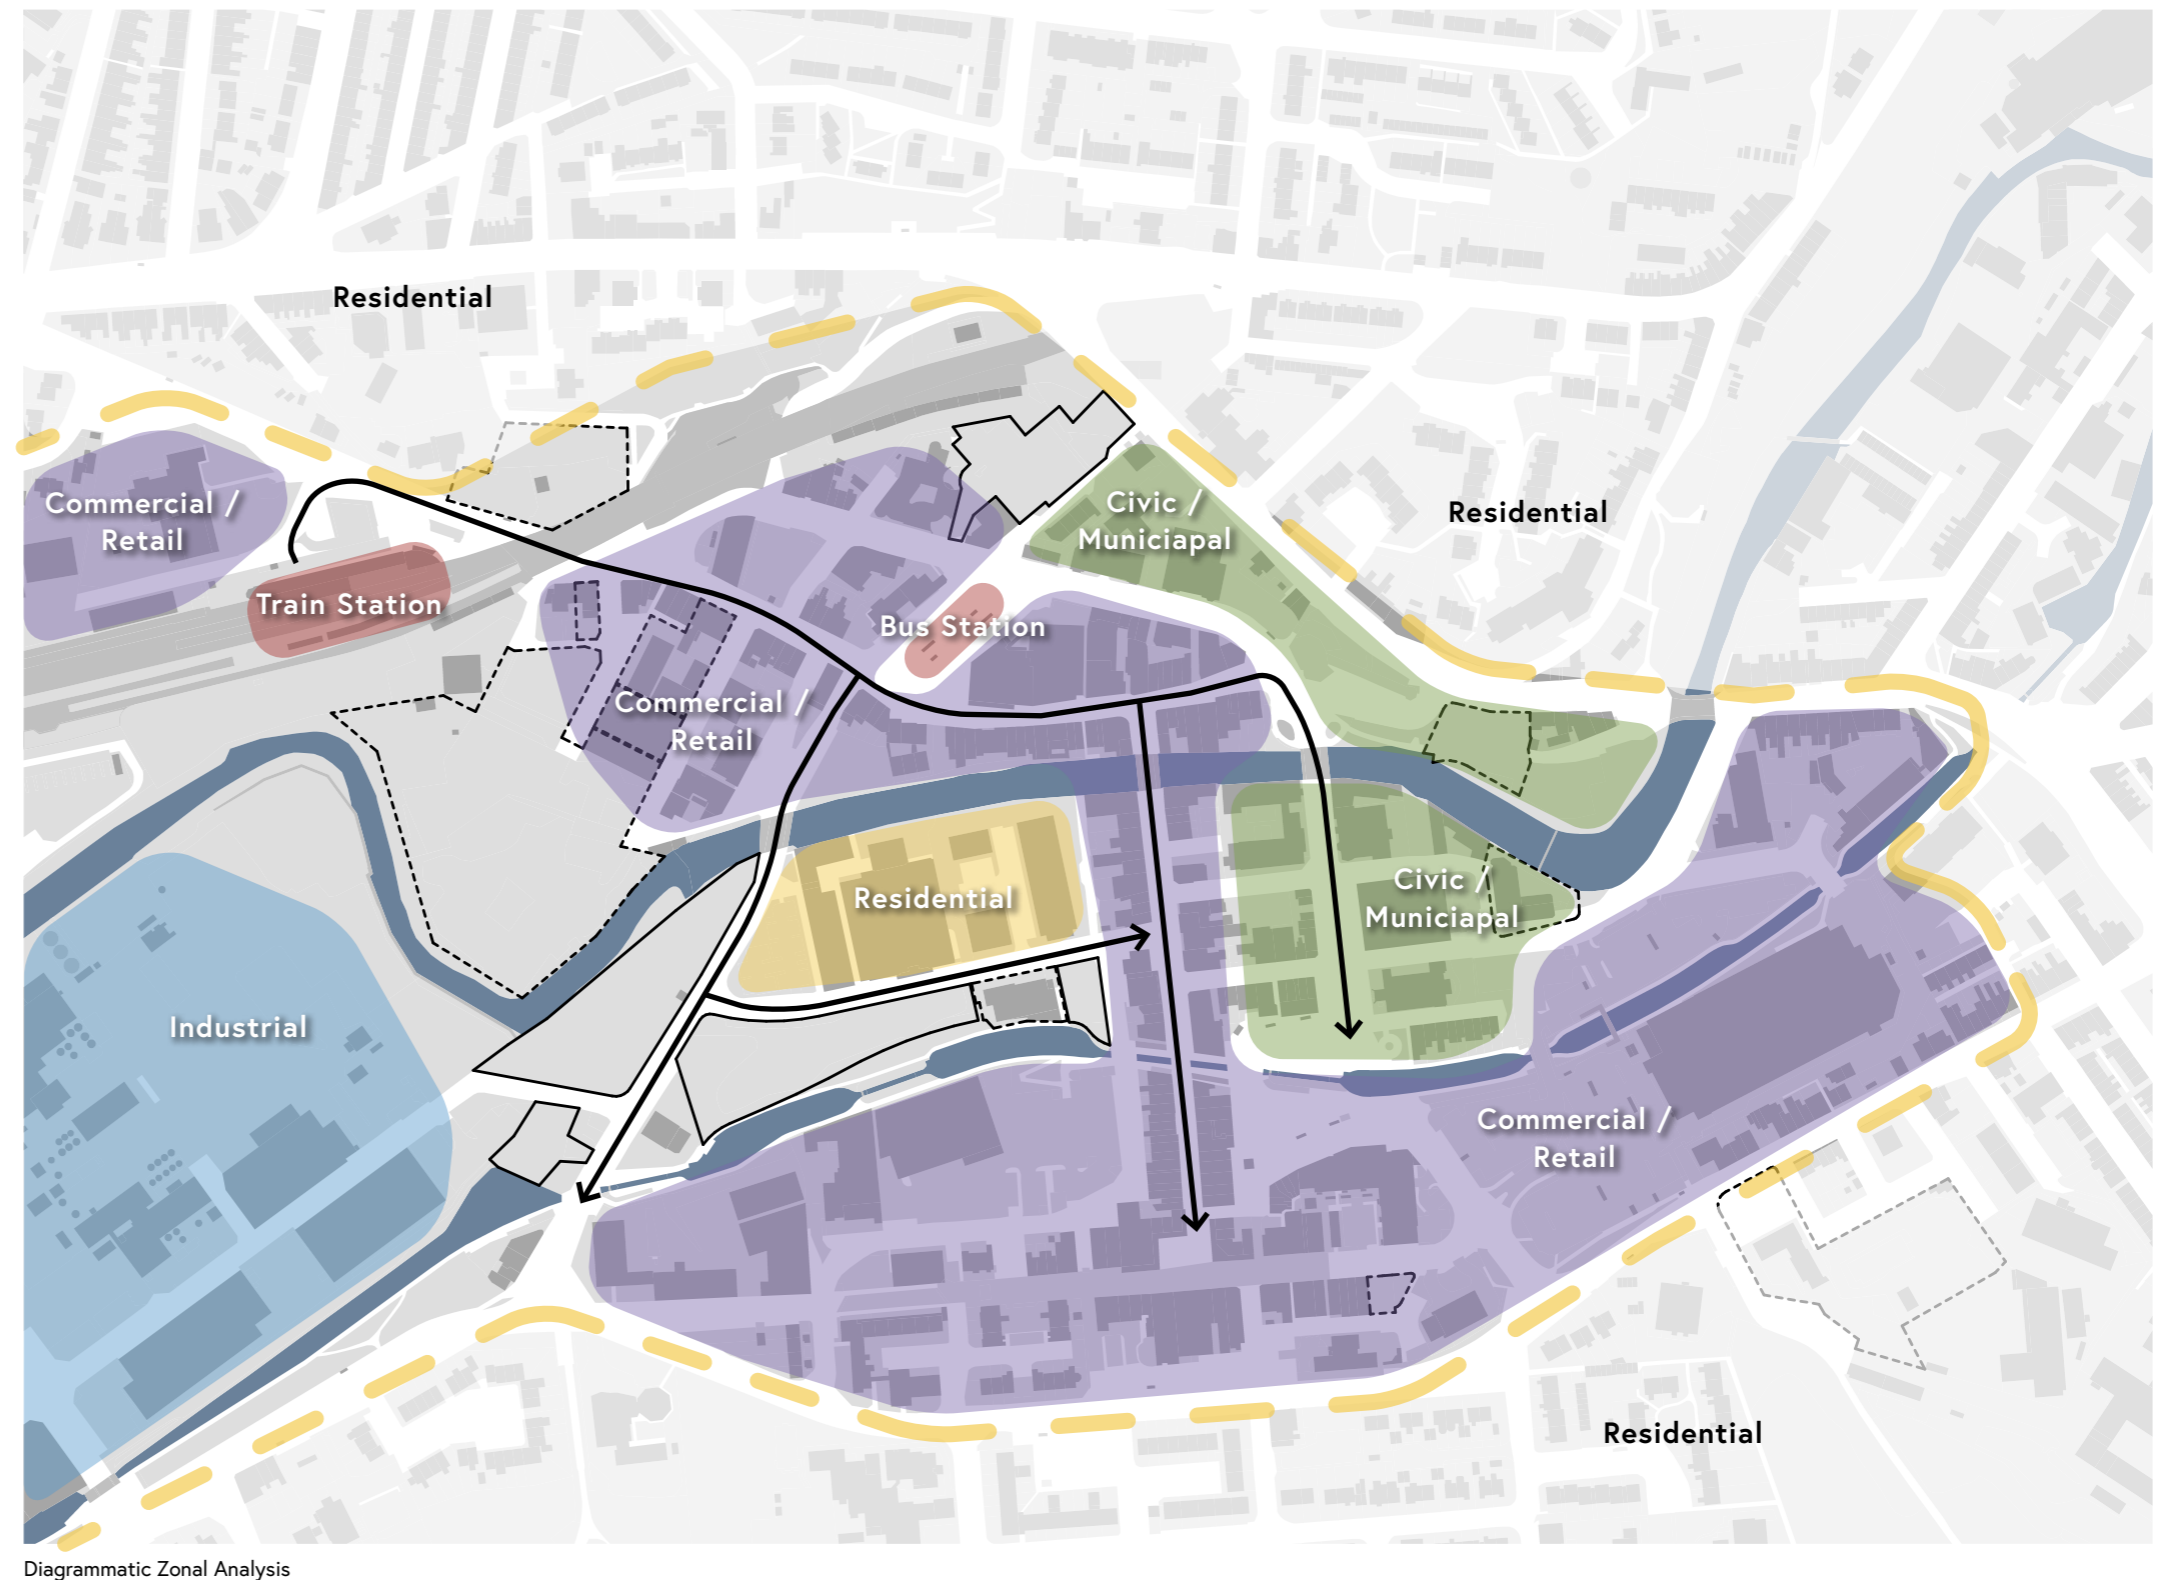 Residential
Commercial /
Retail
Civic /
Municiapal
Residential
Train Station
Bus Station
Commercial /
Retail
Residential
Civic /
Municiapal
Industrial
Commercial /
Retail
Residential
Diagrammatic Zonal Analysis